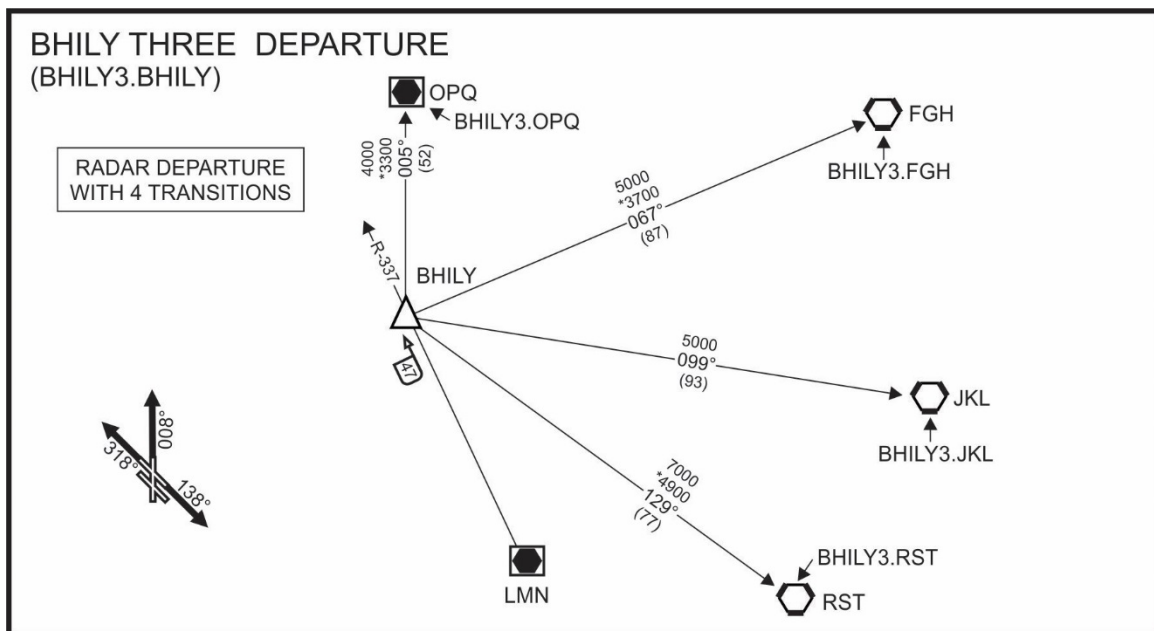 BHILY THREE DEPARTURE
(BHILY3.BHILY)
RADAR DEPARTURE
WITH 4 TRANSITIONS
OPQ
BHILY3.OPQ
4000
*3300
005°
(52)
FGH
BHILY3.FGH
5000
*3700
067°
(87)
R-337
BHILY
47
5000
099°
(93)
JKL
BHILY3.JKL
008°
318°
138°
7000
*4900
129°
(77)
LMN
BHILY3.RST
RST